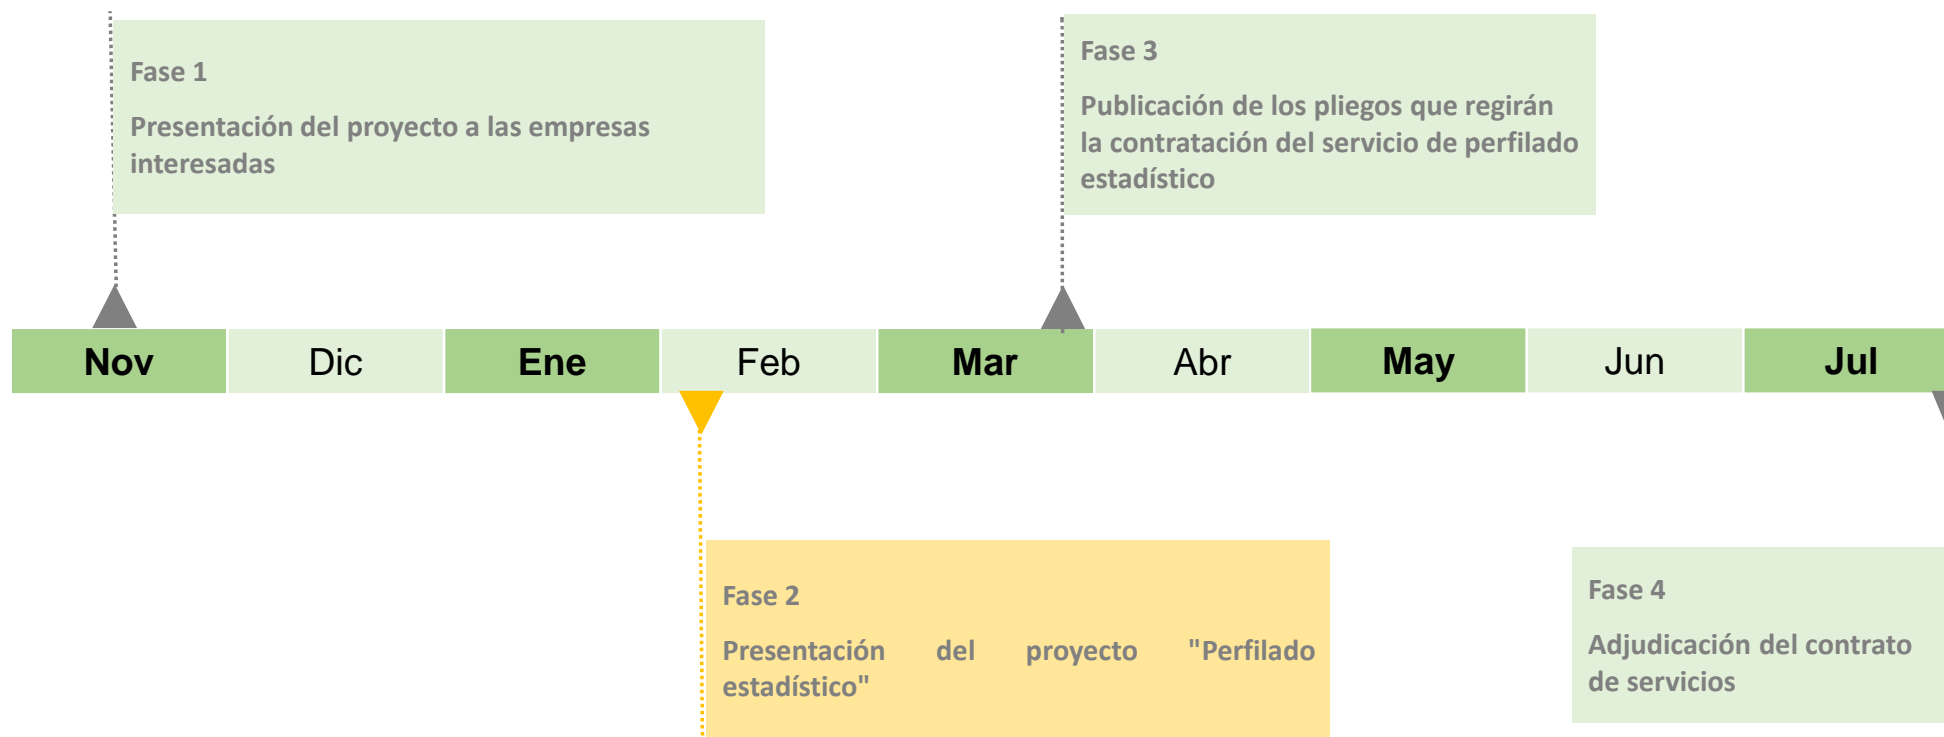 Fase 1
Presentación del proyecto a las empresas
interesadas
Fase 3
Publicación de los pliegos que regirán
la contratación del servicio de perfilado
estadístico
Nov
Dic
Ene
Feb
Mar
Abr
May
Jun
Jul
Fase 2
Presentación del proyecto "Perfilado
estadístico"
Fase 4
Adjudicación del contrato
de servicios